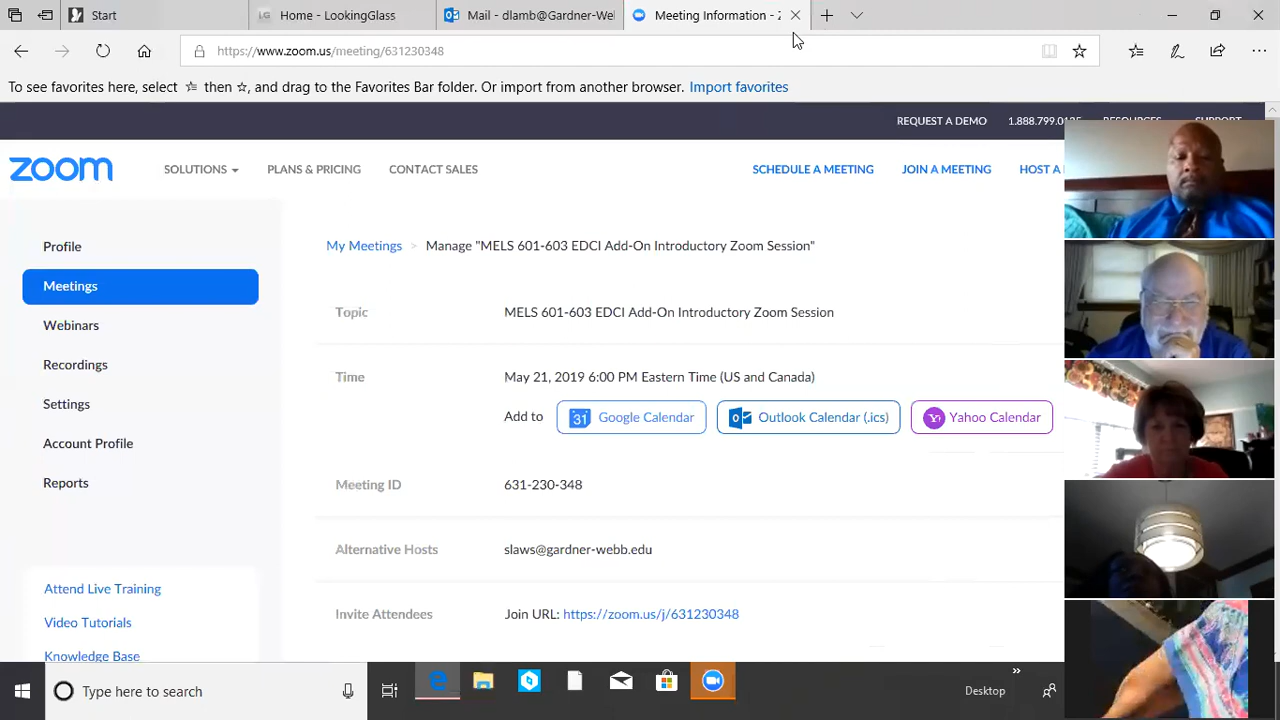 LG Home - LookingGlass Mail - dlamb@Gardner-Wel Meeting Information - Z
https://www.zoom.us/meeting/631230348
To see favorites here, select then , and drag to the Favorites Bar folder. Or import from another browser. Import favorites
REQUEST A DEMO 1.888.799.0125 RESOURCES SUPPORT
zoom SOLUTIONS PLANS & PRICING CONTACT SALES SCHEDULE A MEETING JOIN A MEETING HOST A
Profile
Meetings
Webinars
Recordings
Settings
Account Profile
Reports
Attend Live Training
Video Tutorials
Knowledge Base
My Meetings > Manage "MELS 601-603 EDCI Add-On Introductory Zoom Session"
Topic MELS 601-603 EDCI Add-On Introductory Zoom Session
Time May 21, 2019 6:00 PM Eastern Time (US and Canada)
Add to 31 Google Calendar Outlook Calendar (.ics) Yahoo Calendar
Meeting ID 631-230-348
Alternative Hosts slaws@gardner-webb.edu
Invite Attendees Join URL: https://zoom.us/j/631230348
Type here to search Desktop